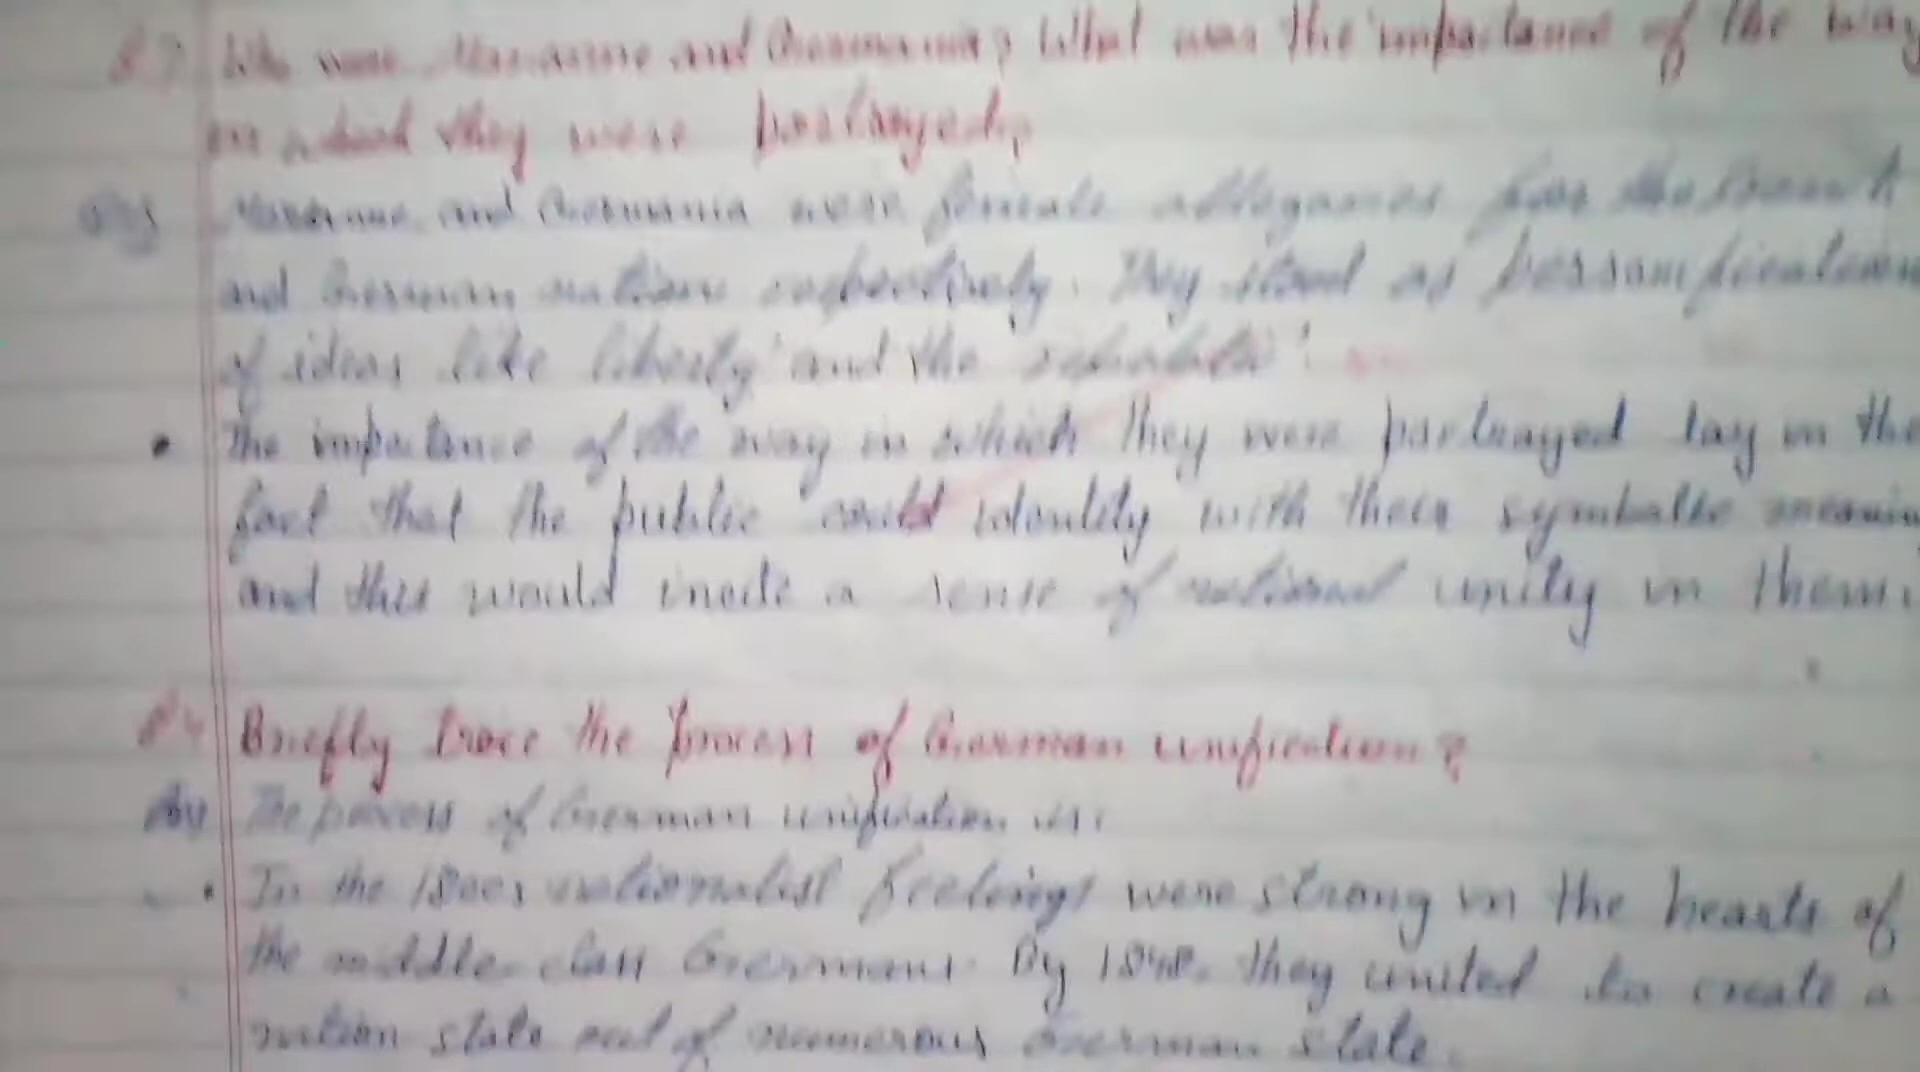 Q3 Who were Marianne and Germania? What was the importance of the way
in which they were portrayed?
Ans Marianne and Germania were female allegories for the French
and German nations respectively. They stood as personification
of ideas like 'liberty' and the 'republic'.
• The importance of the way in which they were portrayed lay in the
fact that the public could identify with their symbolic meaning
and this would incite a sense of national unity in them.
Q4 Briefly trace the process of German unification?
Ans The process of German unification is:
• In the 1800s nationalist feelings were strong in the hearts of
the middle-class Germans. By 1848, they united to create a
nation state out of numerous German state.